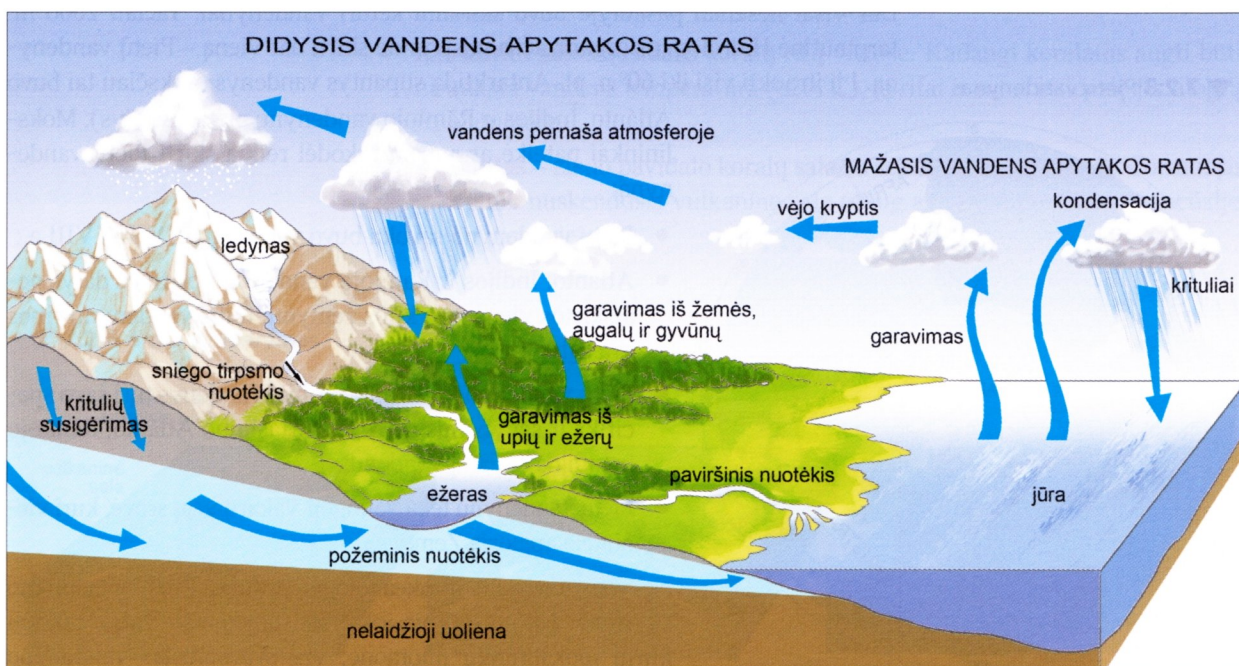 DIDYSIS VANDENS APYTAKOS RATAS
vandens pernaša atmosferoje
MAŽASIS VANDENS APYTAKOS RATAS
kondensacija
vėjo kryptis
ledynas
krituliai
garavimas iš žemės,
augalų ir gyvūnų
garavimas
sniego tirpsmo
nuotėkis
kritulių
susigėrimas
garavimas iš
upių ir ežerų
paviršinis nuotėkis
ežeras
jūra
požeminis nuotėkis
nelaidžioji uoliena